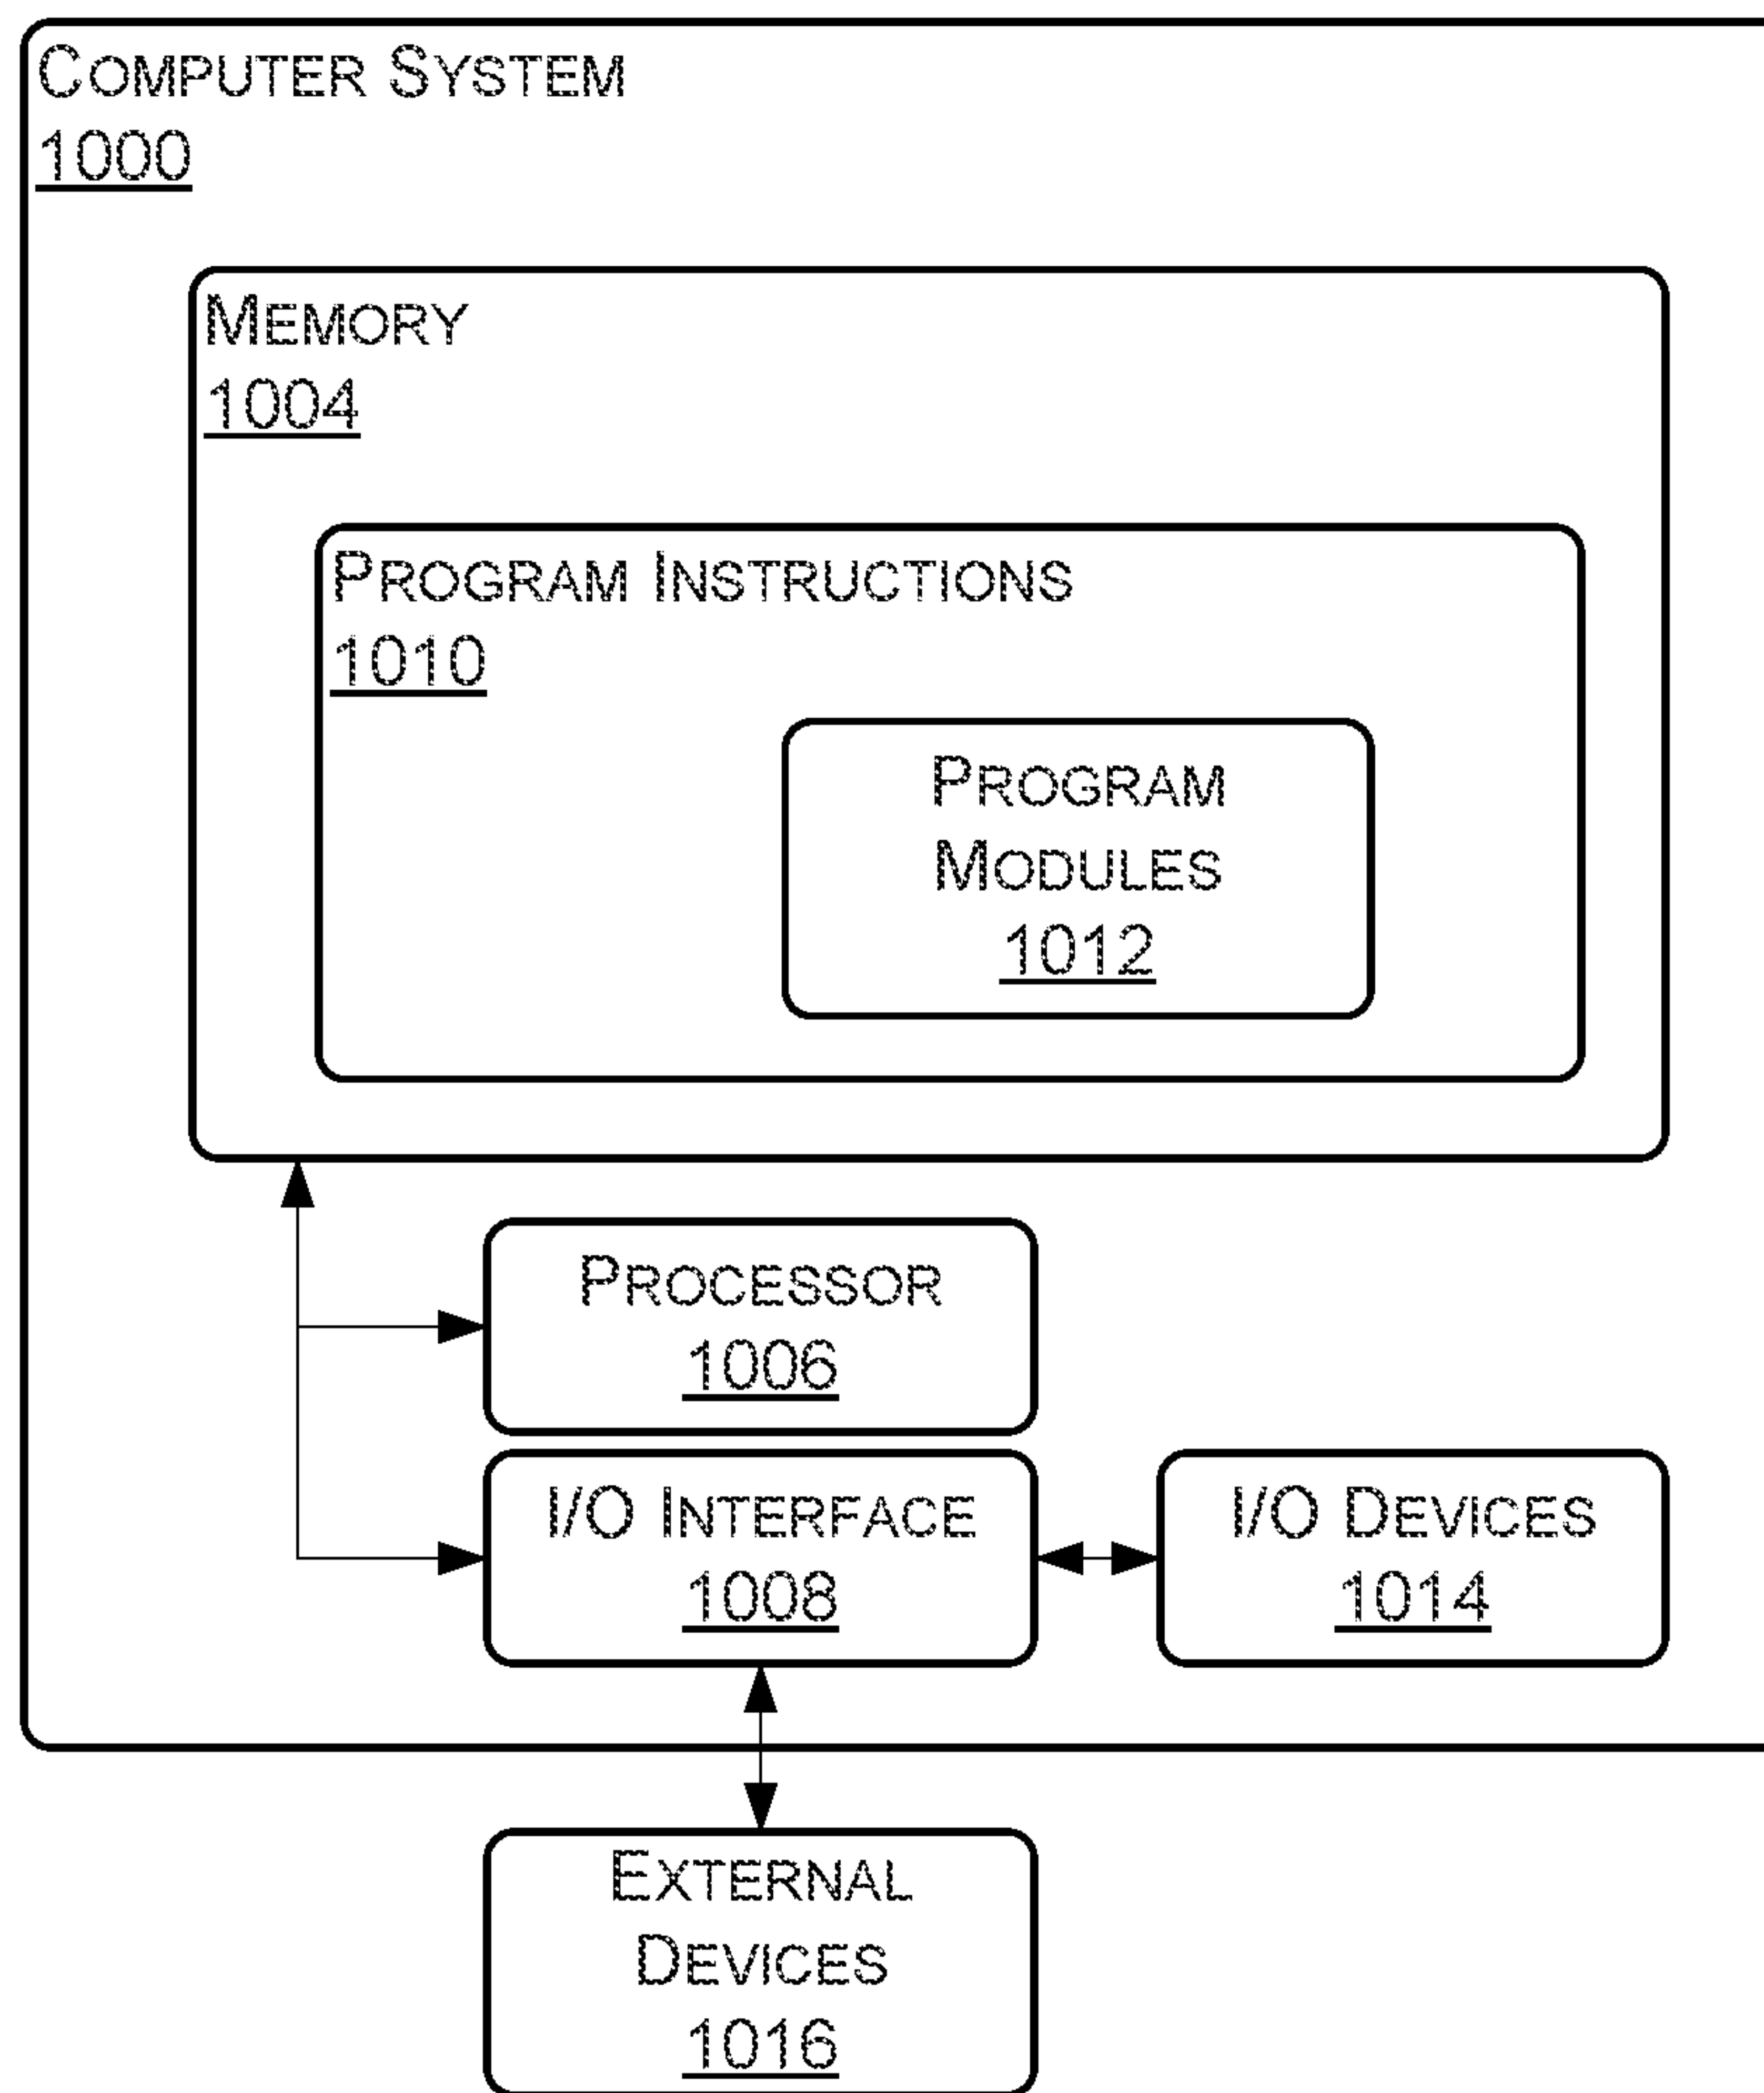 COMPUTER SYSTEM
1000
MEMORY
1004
PROGRAM INSTRUCTIONS
1010
PROGRAM
MODULES
1012
PROCESSOR
1006
I/O INTERFACE
1008
I/O DEVICES
1014
EXTERNAL
DEVICES
1016